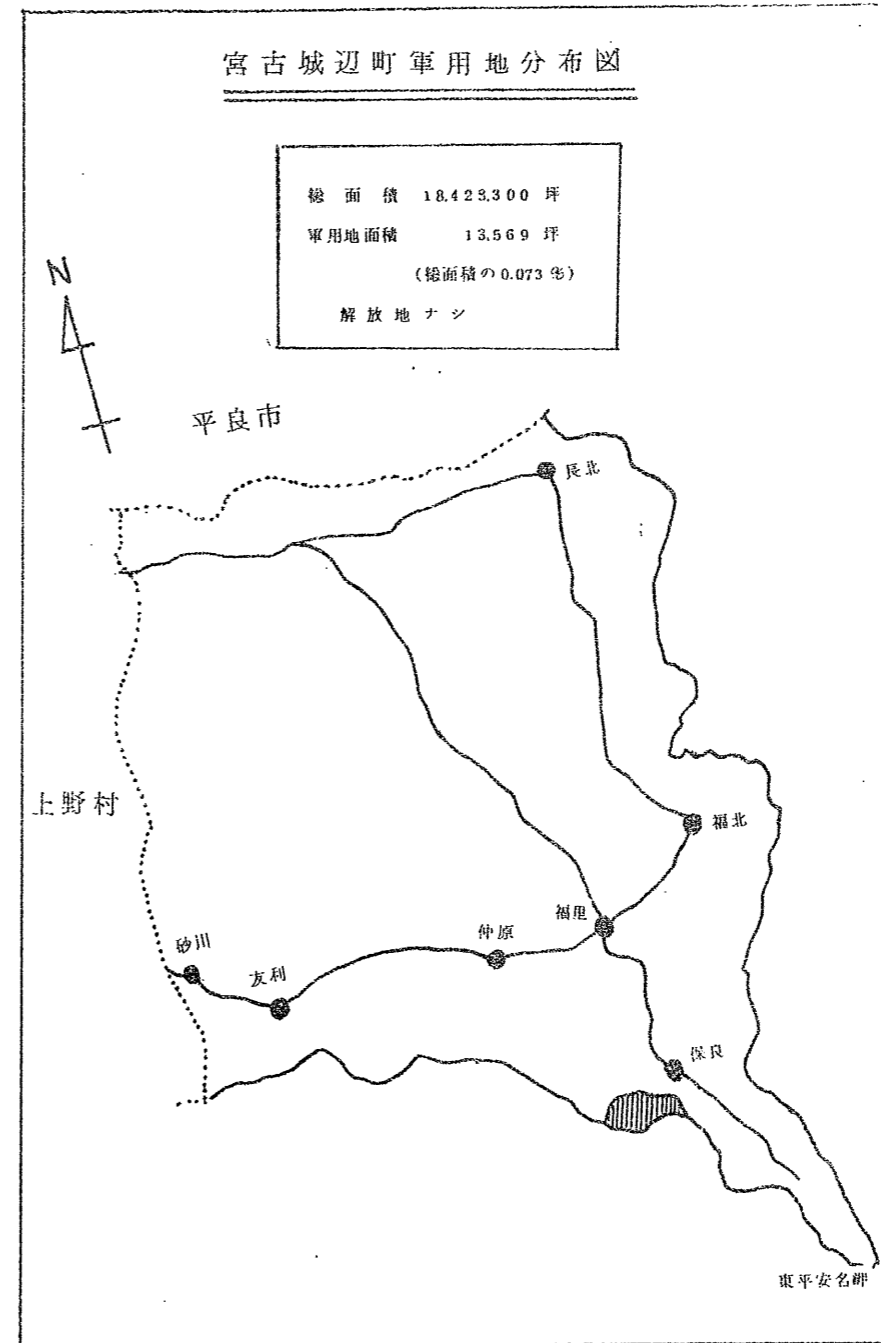 宮古城辺町軍用地分布図
総面積 18,423,300 坪
軍用地面積 13,569 坪
(総面積の0.073%)
解放地ナシ
N
平良市
長北
上野村
福北
福里
仲原
砂川
友利
保良
東平安名岬